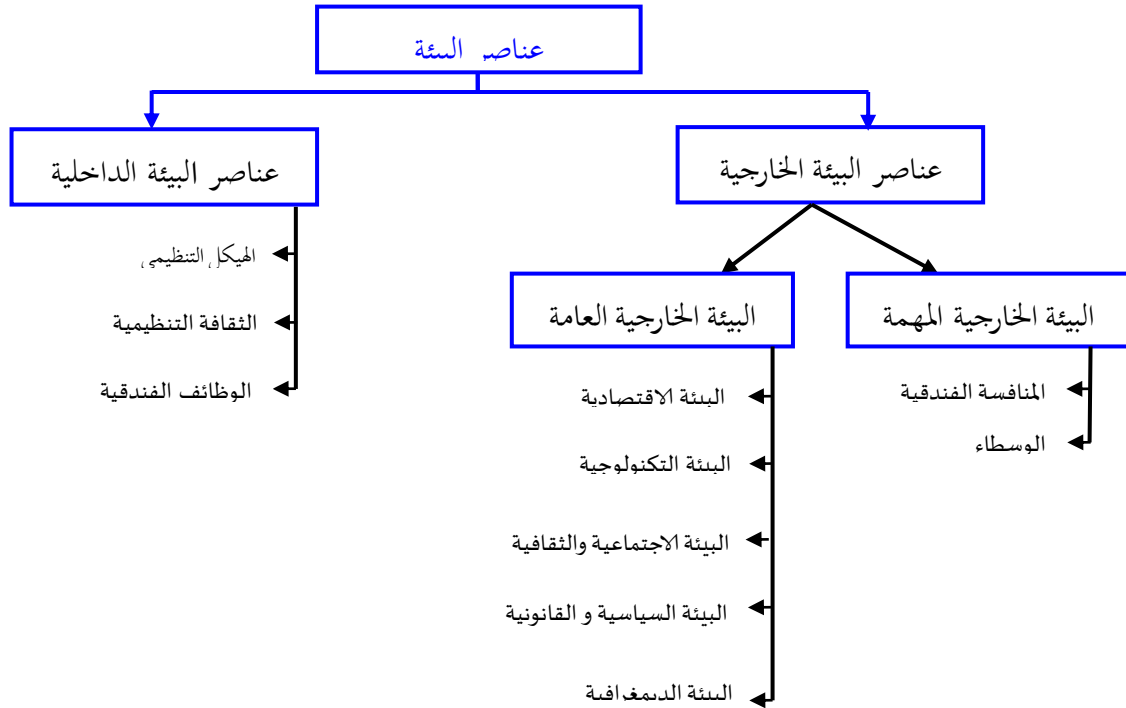 عناصر البيئة
عناصر البيئة الخارجية
عناصر البيئة الداخلية
البيئة الخارجية المهمة
المنافسة الفندقية
الوسطاء
البيئة الخارجية العامة
البيئة الاقتصادية
البيئة التكنولوجية
البيئة الاجتماعية والثقافية
البيئة السياسية و القانونية
البيئة الديمغرافية
الهيكل التنظيمي
الثقافة التنظيمية
الوظائف الفندقية